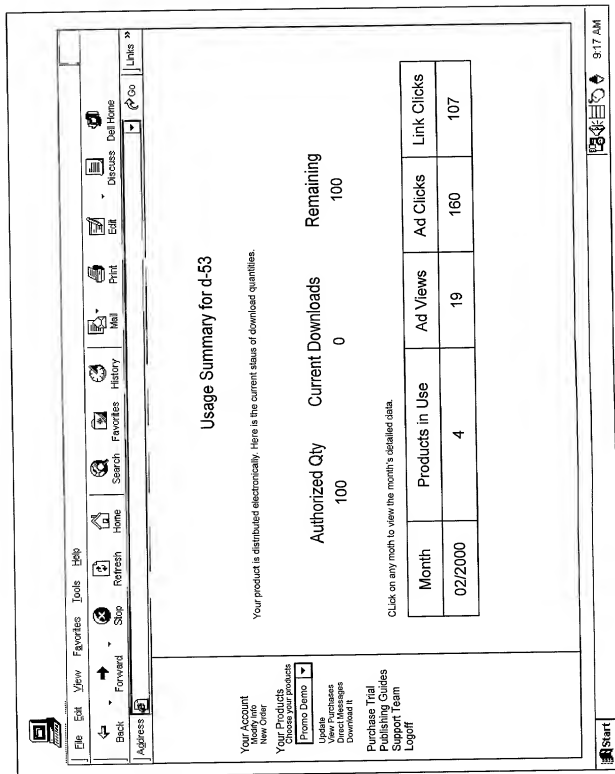 File Edit View Favorites Tools Help
Back Forward Stop Refresh Home Search Favorites History Mail Print Edit Discuss Dell Home
Address Go Links »
Your Account
Modify Info
New Order
Your Products
Choose your products
Promo Demo
Update
View Purchases
Direct Messages
Download It
Purchase Trial
Publishing Guides
Support Team
Logoff
Usage Summary for d-53
Your product is distributed electronically. Here is the current slaus of download quantities.
Authorized Qty Current Downloads Remaining
100 0 100
CLick on any moth to view the month's detailed data.
Month Products in Use Ad Views Ad Clicks Link Clicks
02/2000 4 19 160 107
Start 9:17 AM